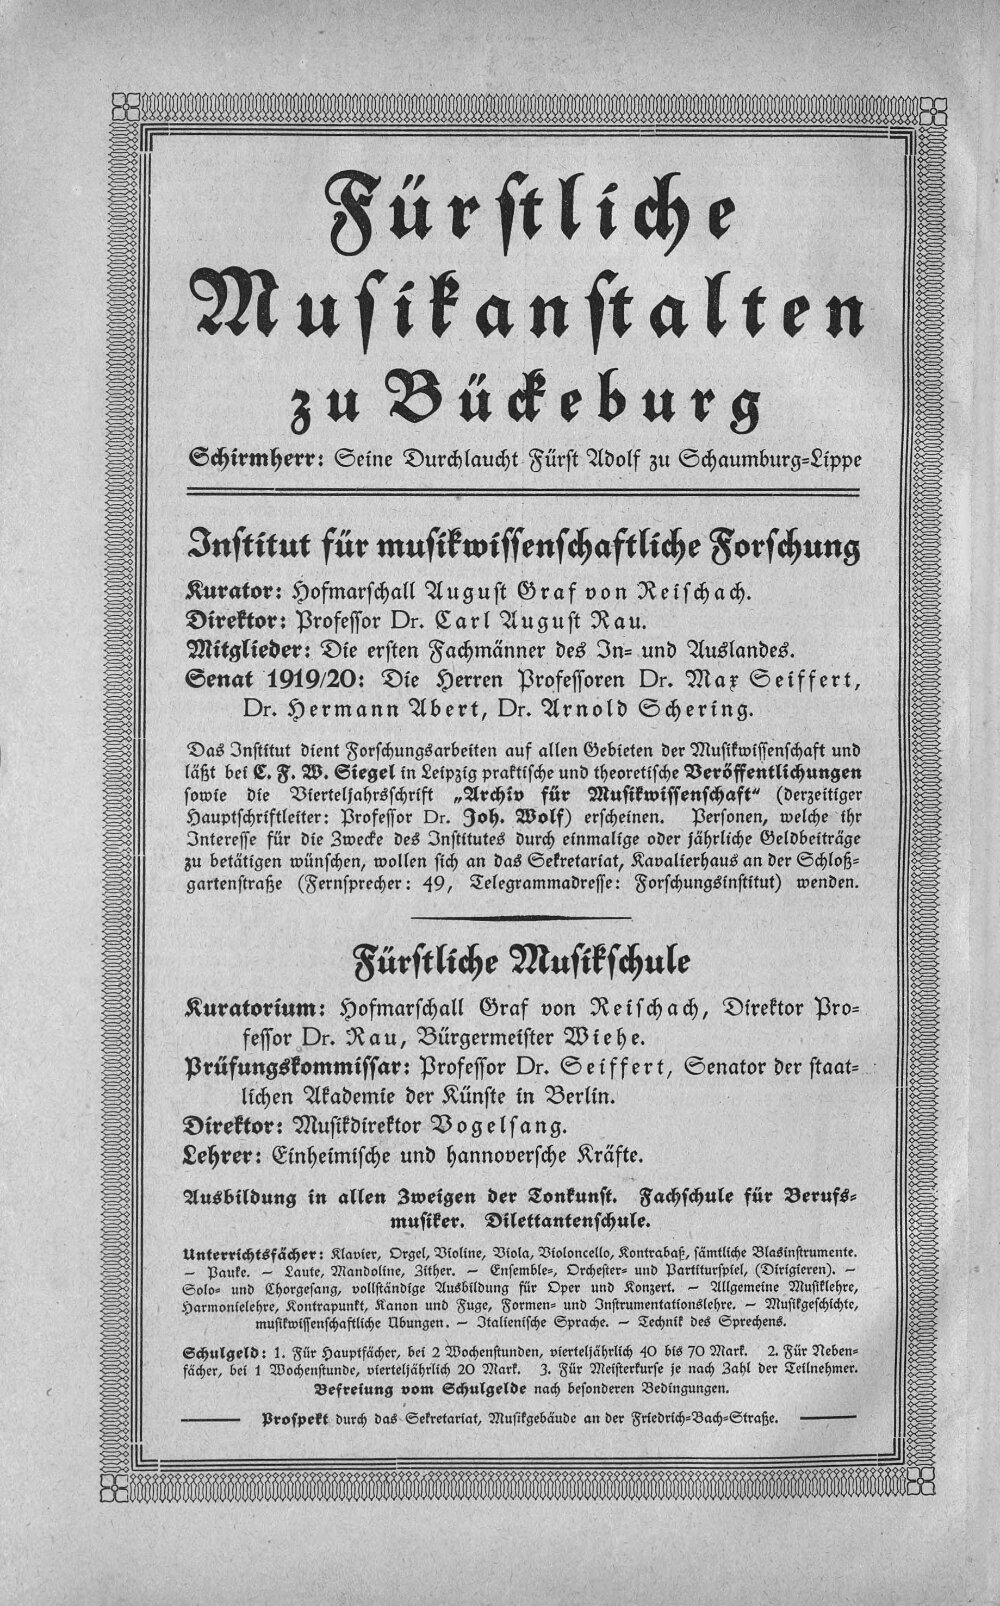 Fürstliche
Musikanstalten
zu Bückeburg
Schirmherr: Seine Durchlaucht Fürst Adolf zu Schaumburg-Lippe
Institut für musikwissenschaftliche Forschung
Kurator: Hofmarschall August Graf von Reischach.
Direktor: Professor Dr. Carl August Rau.
Mitglieder: Die ersten Fachmänner des In- und Auslandes.
Senat 1919/20: Die Herren Professoren Dr. Max Seiffert,
Dr. Hermann Abert, Dr. Arnold Schering.
Das Institut dient Forschungsarbeiten auf allen Gebieten der Musikwissenschaft und
läßt bei C. F. W. Siegel in Leipzig praktische und theoretische Veröffentlichungen
sowie die Vierteljahrsschrift „Archiv für Musikwissenschaft“ (derzeitiger
Hauptschriftleiter: Professor Dr. Joh. Wolf) erscheinen. Personen, welche ihr
Interesse für die Zwecke des Institutes durch einmalige oder jährliche Geldbeiträge
zu betätigen wünschen, wollen sich an das Sekretariat, Kavalierhaus an der Schloß-
gartenstraße (Fernsprecher: 49, Telegrammadresse: Forschungsinstitut) wenden.
Fürstliche Musikschule
Kuratorium: Hofmarschall Graf von Reischach, Direktor Pro-
fessor Dr. Rau, Bürgermeister Wiehe.
Prüfungskommissar: Professor Dr. Seiffert, Senator der staat-
lichen Akademie der Künste in Berlin.
Direktor: Musikdirektor Vogelsang.
Lehrer: Einheimische und hannoversche Kräfte.
Ausbildung in allen Zweigen der Tonkunst. Fachschule für Berufs-
musiker. Dilettantenschule.
Unterrichtsfächer: Klavier, Orgel, Violine, Viola, Violoncello, Kontrabaß, sämtliche Blasinstrumente.
— Pauke. — Laute, Mandoline, Zither. — Ensemble-, Orchester- und Partiturspiel, (Dirigieren). —
Solo- und Chorgesang, vollständige Ausbildung für Oper und Konzert. — Allgemeine Musiklehre,
Harmonielehre, Kontrapunkt, Kanon und Fuge, Formen- und Instrumentationslehre. — Musikgeschichte,
musikwissenschaftliche Übungen. — Italienische Sprache. — Technik des Sprechens.
Schulgeld: 1. Für Hauptfächer, bei 2 Wochenstunden, vierteljährlich 40 bis 70 Mark. 2. Für Neben-
fächer, bei 1 Wochenstunde, vierteljährlich 20 Mark. 3. Für Meisterkurse je nach Zahl der Teilnehmer.
Befreiung vom Schulgelde nach besonderen Bedingungen.
Prospekt durch das Sekretariat, Musikgebäude an der Friedrich-Bach-Straße.